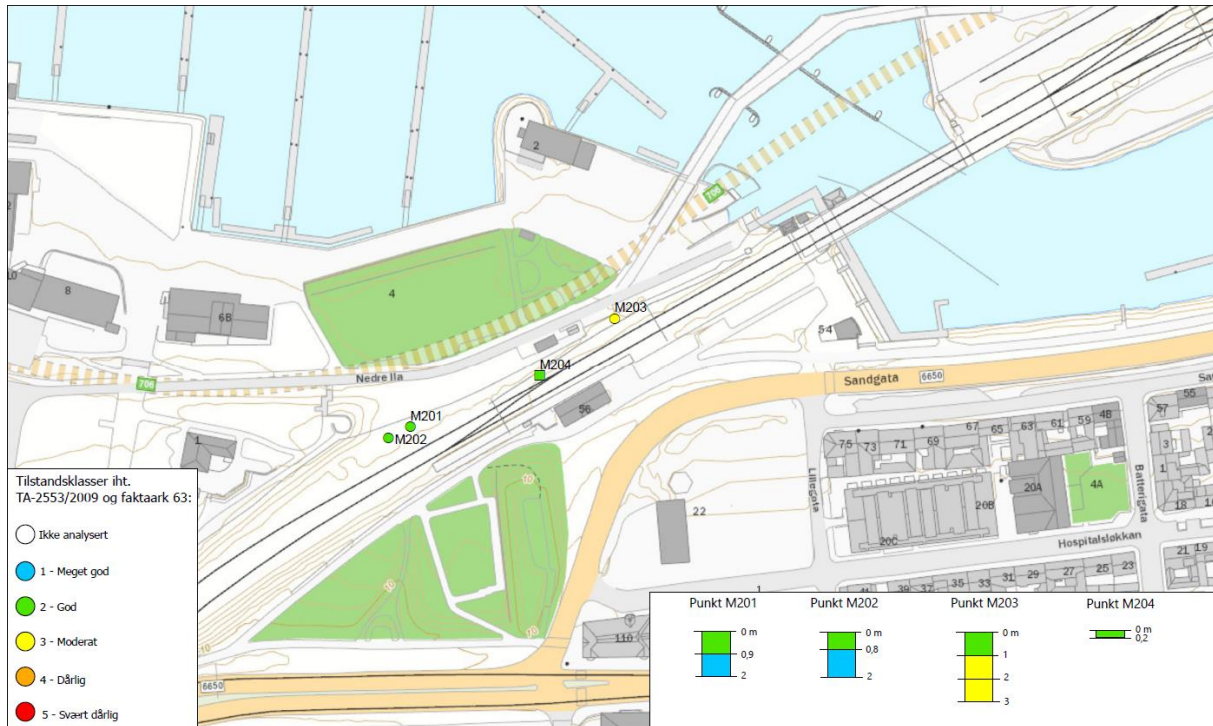 2
706
4
10
8
6B
M203
54
M204
Nedre Ila
Sandgata
6650
56
M201
M202
1
10
75
73
71
69
67
65
63
61
59
4B
57
55
3
1
Lillegata
22
20A
20B
20C
4A
Batterigata
18
Hospitalsløkkan
21
19
706
39
37
35
33
31
29
27
25
23
1
110
10
10
10
6650
Tilstandsklasser iht.
TA-2553/2009 og faktaark 63:
Ikke analysert
1 - Meget god
2 - God
3 - Moderat
4 - Dårlig
5 - Svært dårlig
Punkt M201
Punkt M202
Punkt M203
Punkt M204
0 m
0,9
2
0 m
0,8
2
0 m
1
2
3
0 m
0,2